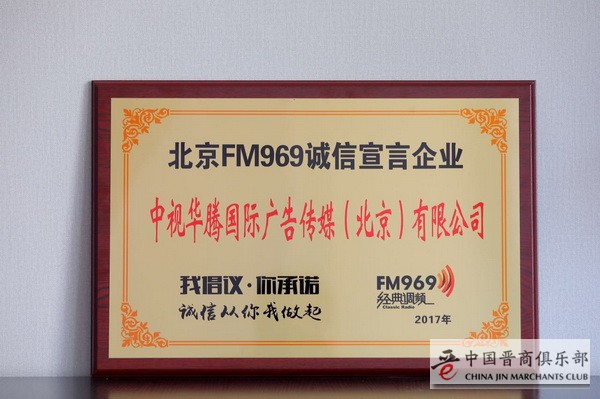 北京FM969诚信宣言企业
中视华腾国际广告传媒（北京）有限公司
我倡议·你承诺
诚信从你我做起
FM969
经典调频
Classic Radio
2017年
晋
中国晋商俱乐部
CHINA JIN MARCHANTS CLUB